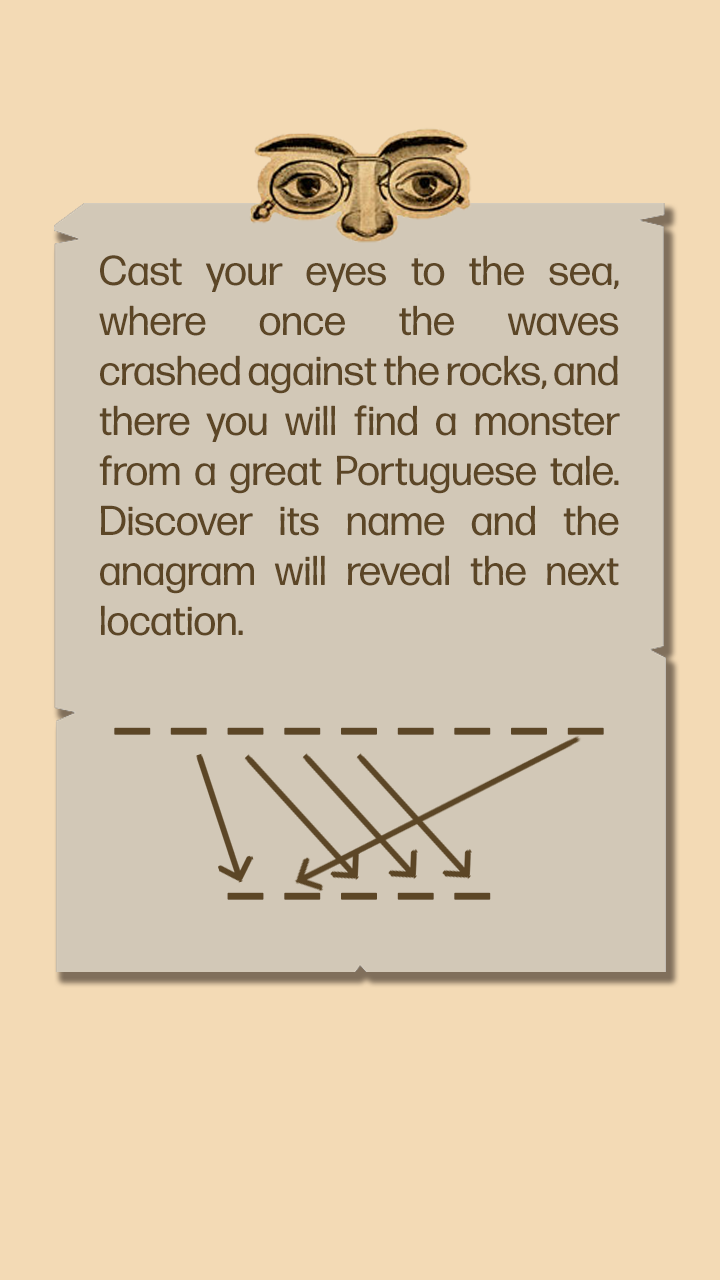 Cast your eyes to the sea,
where once the waves
crashed against the rocks, and
there you will find a monster
from a great Portuguese tale.
Discover its name and the
anagram will reveal the next
location.